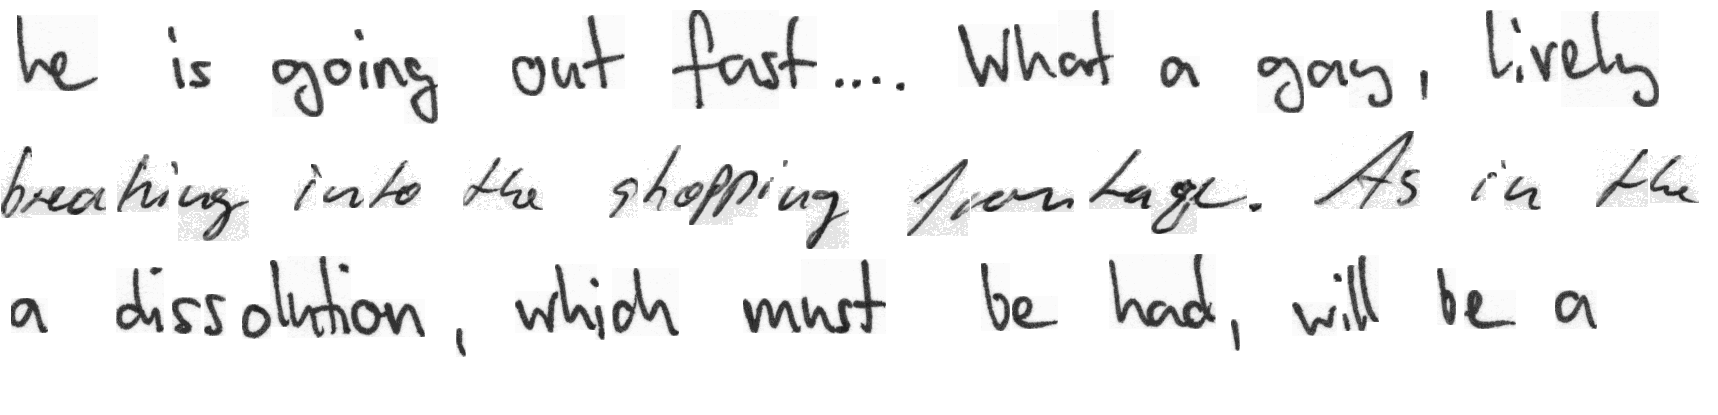 he is going out fast.... What a gay, lively
breaking into the shopping frontage. As in the
a dissolution, which must be had, will be a